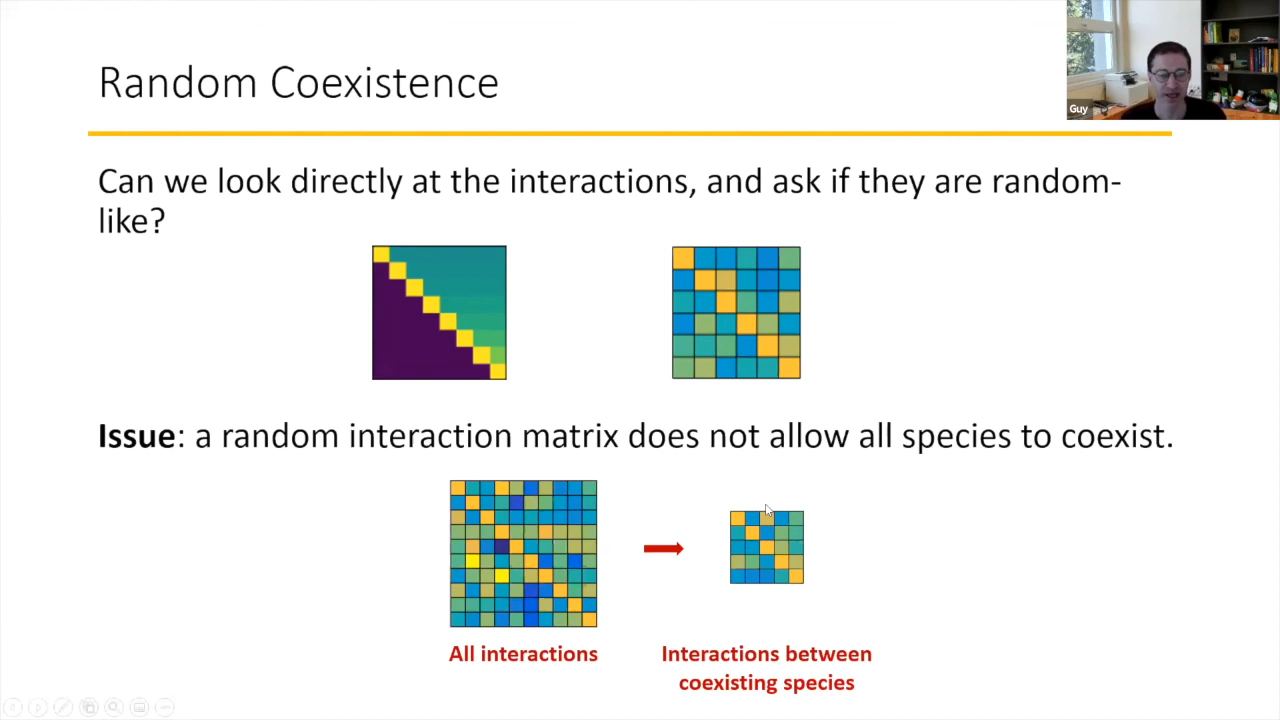 Guy
Random Coexistence
Can we look directly at the interactions, and ask if they are random-
like?
Issue: a random interaction matrix does not allow all species to coexist.
All interactions
Interactions between
coexisting species